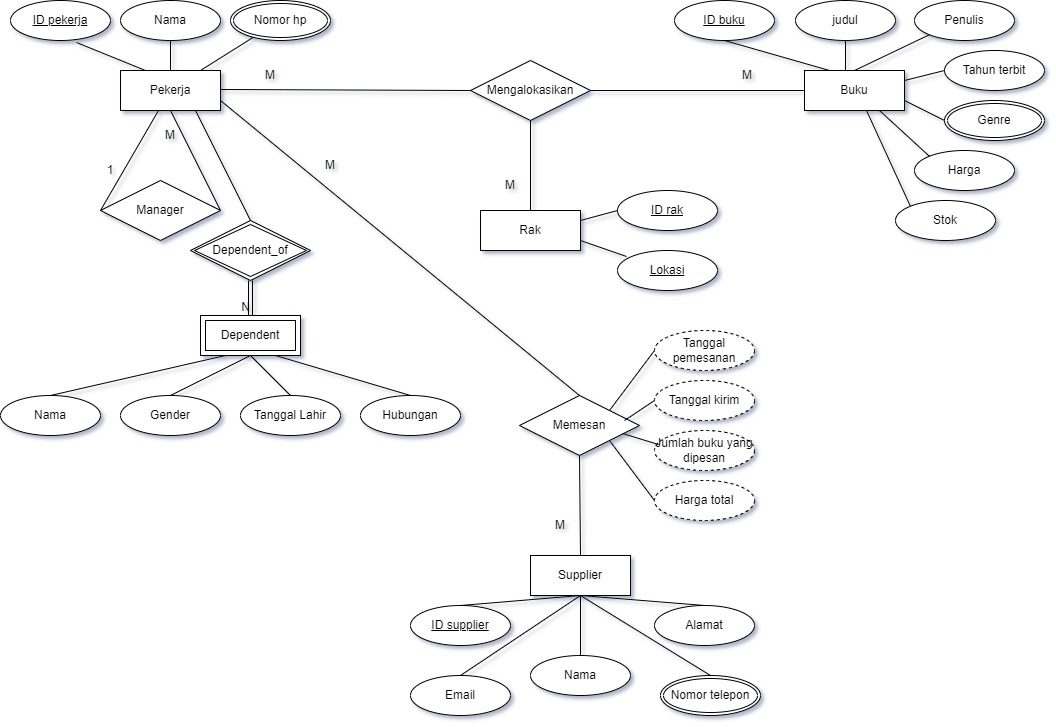 ID pekerja
Nama
Nomor hp
ID buku
judul
Penulis
Pekerja
M
Mengalokasikan
M
Buku
Tahun terbit
Genre
Harga
Stok
1
M
M
Manager
Dependent_of
M
Rak
ID rak
Lokasi
N
Dependent
Nama
Gender
Tanggal Lahir
Hubungan
Memesan
Tanggal
pemesanan
Tanggal kirim
Jumlah buku yang
dipesan
Harga total
M
Supplier
ID supplier
Alamat
Email
Nama
Nomor telepon